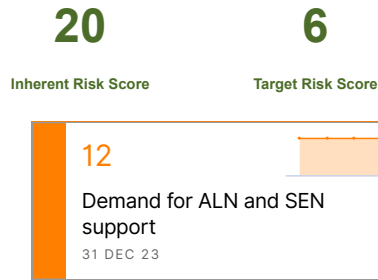 20 6
Inherent Risk Score Target Risk Score
12
Demand for ALN and SEN
support
31 DEC 23